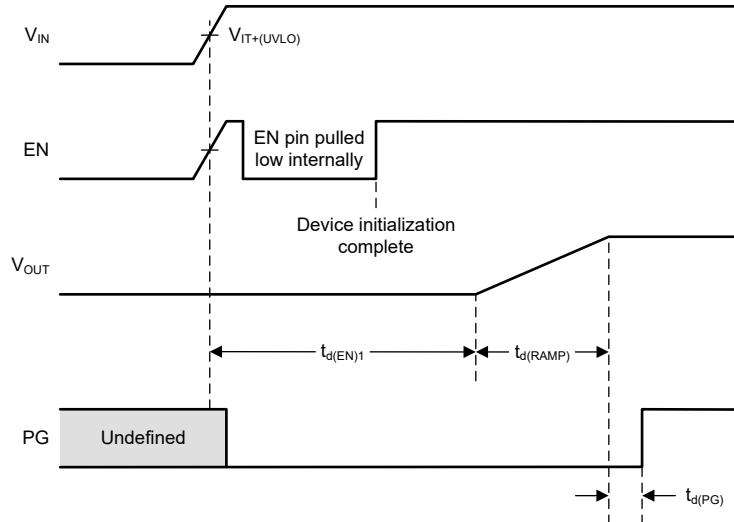 VIN
VIT+(UVLO)
EN
EN pin pulled
low internally
Device initialization
complete
VOUT
td(EN)1
td(RAMP)
PG
Undefined
td(PG)